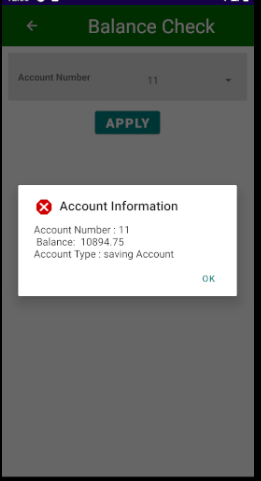 Balance Check
Account Number 11
APPLY
Account Information
Account Number : 11
Balance: 10894.75
Account Type : saving Account
OK